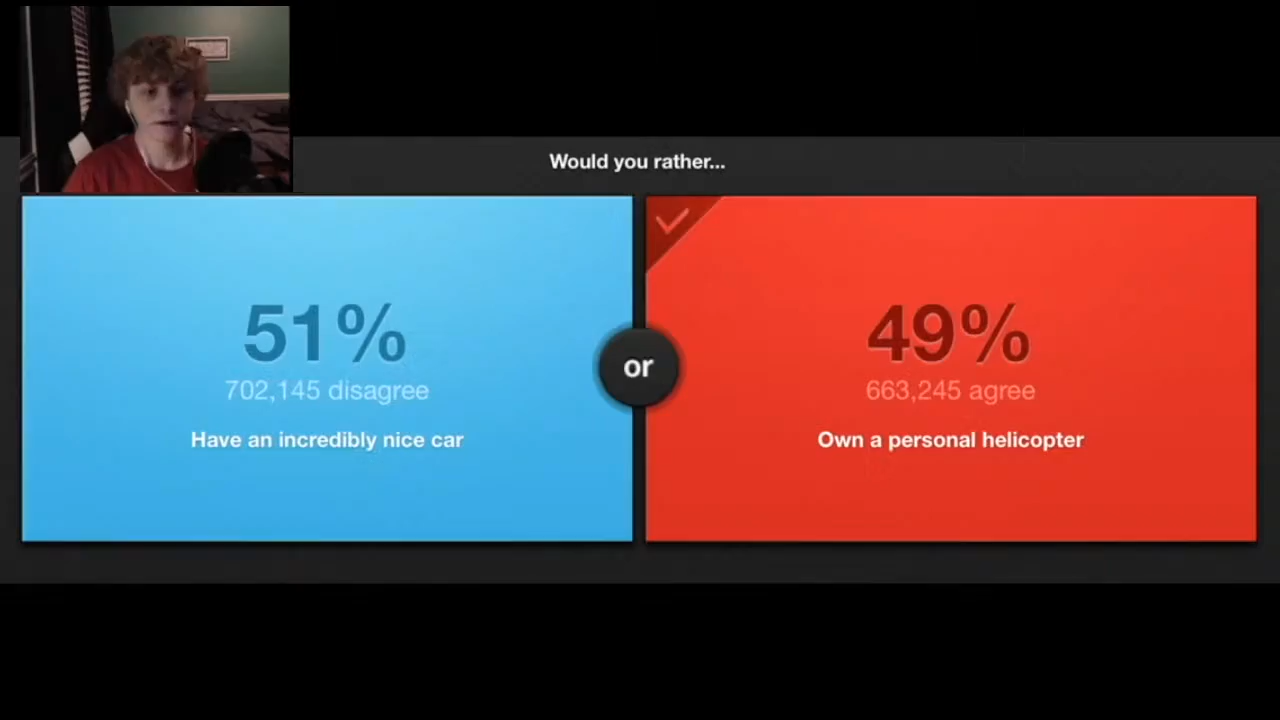 Would you rather...
51%
702,145 disagree
Have an incredibly nice car
or
49%
663,245 agree
Own a personal helicopter